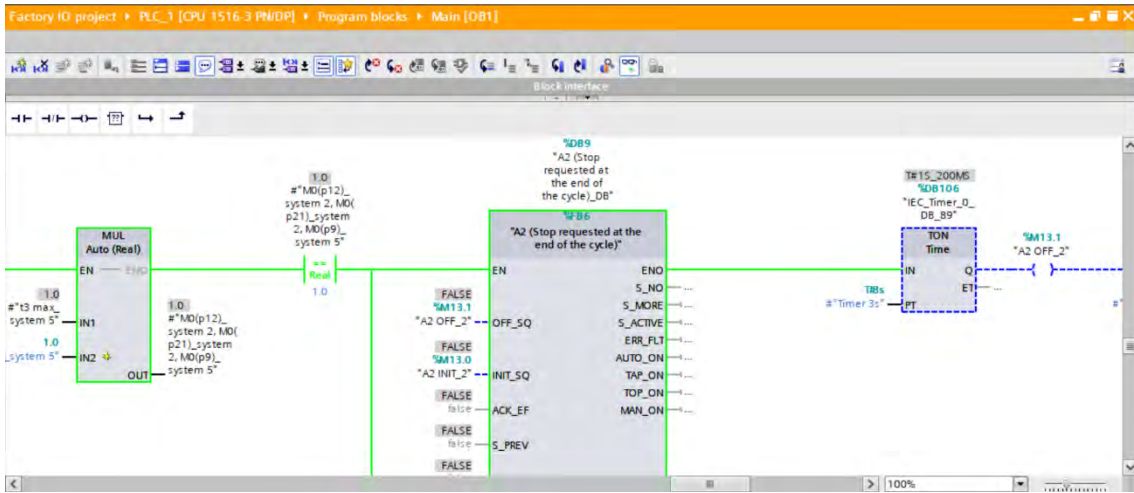 Factory IO project ▸ PLC_1 [CPU 1516-3 PN/DP] ▸ Program blocks ▸ Main [OB1]
Block interface
MUL
Auto (Real)
EN
ENO
1.0
#"t3 max_
system 5"
IN1
1.0
_system 5"
IN2
OUT
1.0
#"M0(p12)_
system 2, M0(
p21)_system
2, M0(p9)_
system 5"
1.0
#"M0(p12)_
system 2, M0(
p21)_system
2, M0(p9)_
system 5"
==
Real
1.0
%DB9
"A2 (Stop
requested at
the end of
the cycle)_DB"
%FB6
"A2 (Stop requested at the
end of the cycle)"
EN
ENO
S_NO
S_MORE
S_ACTIVE
ERR_FLT
AUTO_ON
TAP_ON
TOP_ON
MAN_ON
FALSE
%M13.1
"A2 OFF_2"
OFF_SQ
FALSE
%M13.0
"A2 INIT_2"
INIT_SQ
FALSE
false
ACK_EF
FALSE
false
S_PREV
FALSE
T#1S_200MS
%DB106
"IEC_Timer_0_
DB_89"
TON
Time
IN
Q
ET
PT
#"Timer 3s"
%M13.1
"A2 OFF_2"
100%